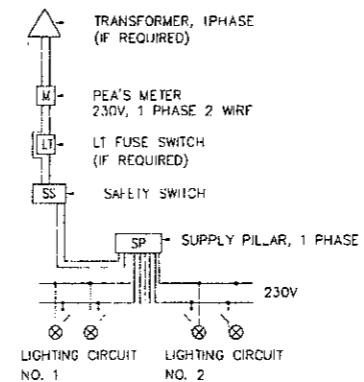 TRANSFORMER, 1PHASE
(IF REQUIRED)
M
PEA'S METER
230V, 1 PHASE 2 WIRE
LT
LT FUSE SWITCH
(IF REQUIRED)
SS
SAFETY SWITCH
SP
SUPPLY PILLAR, 1 PHASE
230V
LIGHTING CIRCUIT
NO. 1
LIGHTING CIRCUIT
NO. 2